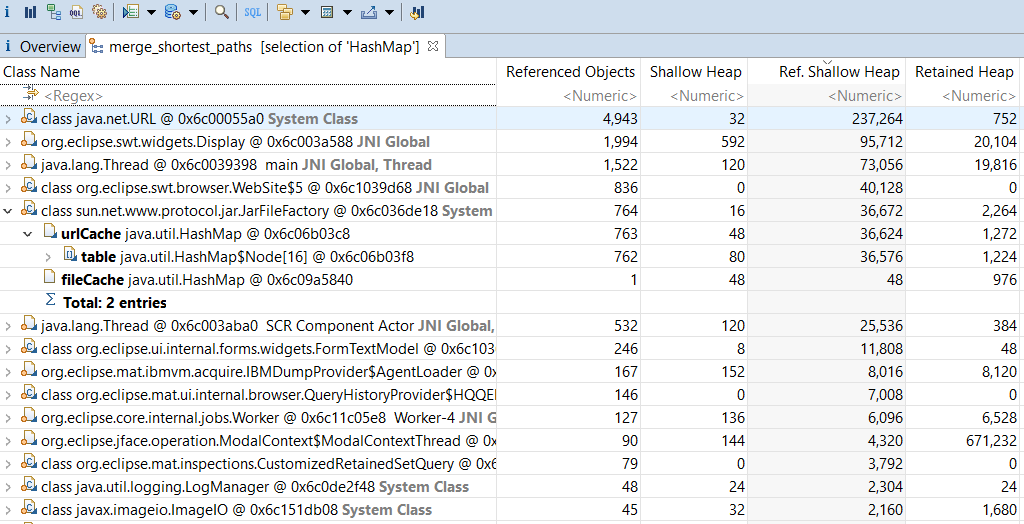 i OQL SQL
i Overview merge_shortest_paths [selection of 'HashMap']
Class Name Referenced Objects Shallow Heap Ref. Shallow Heap Retained Heap
<Regex> <Numeric> <Numeric> <Numeric> <Numeric>
class java.net.URL @ 0x6c00055a0 System Class 4,943 32 237,264 752
org.eclipse.swt.widgets.Display @ 0x6c003a588 JNI Global 1,994 592 95,712 20,104
java.lang.Thread @ 0x6c0039398 main JNI Global, Thread 1,522 120 73,056 19,816
class org.eclipse.swt.browser.WebSite$5 @ 0x6c1039d68 JNI Global 836 0 40,128 0
class sun.net.www.protocol.jar.JarFileFactory @ 0x6c036de18 System 764 16 36,672 2,264
urlCache java.util.HashMap @ 0x6c06b03c8 763 48 36,624 1,272
table java.util.HashMap$Node[16] @ 0x6c06b03f8 762 80 36,576 1,224
fileCache java.util.HashMap @ 0x6c09a5840 1 48 48 976
Σ Total: 2 entries
java.lang.Thread @ 0x6c003aba0 SCR Component Actor JNI Global, 532 120 25,536 384
class org.eclipse.ui.internal.forms.widgets.FormTextModel @ 0x6c103 246 8 11,808 48
org.eclipse.mat.ibmvm.acquire.IBMDumpProvider$AgentLoader @ 0x 167 152 8,016 8,120
class org.eclipse.mat.ui.internal.browser.QueryHistoryProvider$HQQE 146 0 7,008 0
org.eclipse.core.internal.jobs.Worker @ 0x6c11c05e8 Worker-4 JNI G 127 136 6,096 6,528
org.eclipse.jface.operation.ModalContext$ModalContextThread @ 0x 90 144 4,320 671,232
class org.eclipse.mat.inspections.CustomizedRetainedSetQuery @ 0x6 79 0 3,792 0
class java.util.logging.LogManager @ 0x6c0de2f48 System Class 48 24 2,304 24
class javax.imageio.ImageIO @ 0x6c151db08 System Class 45 32 2,160 1,680